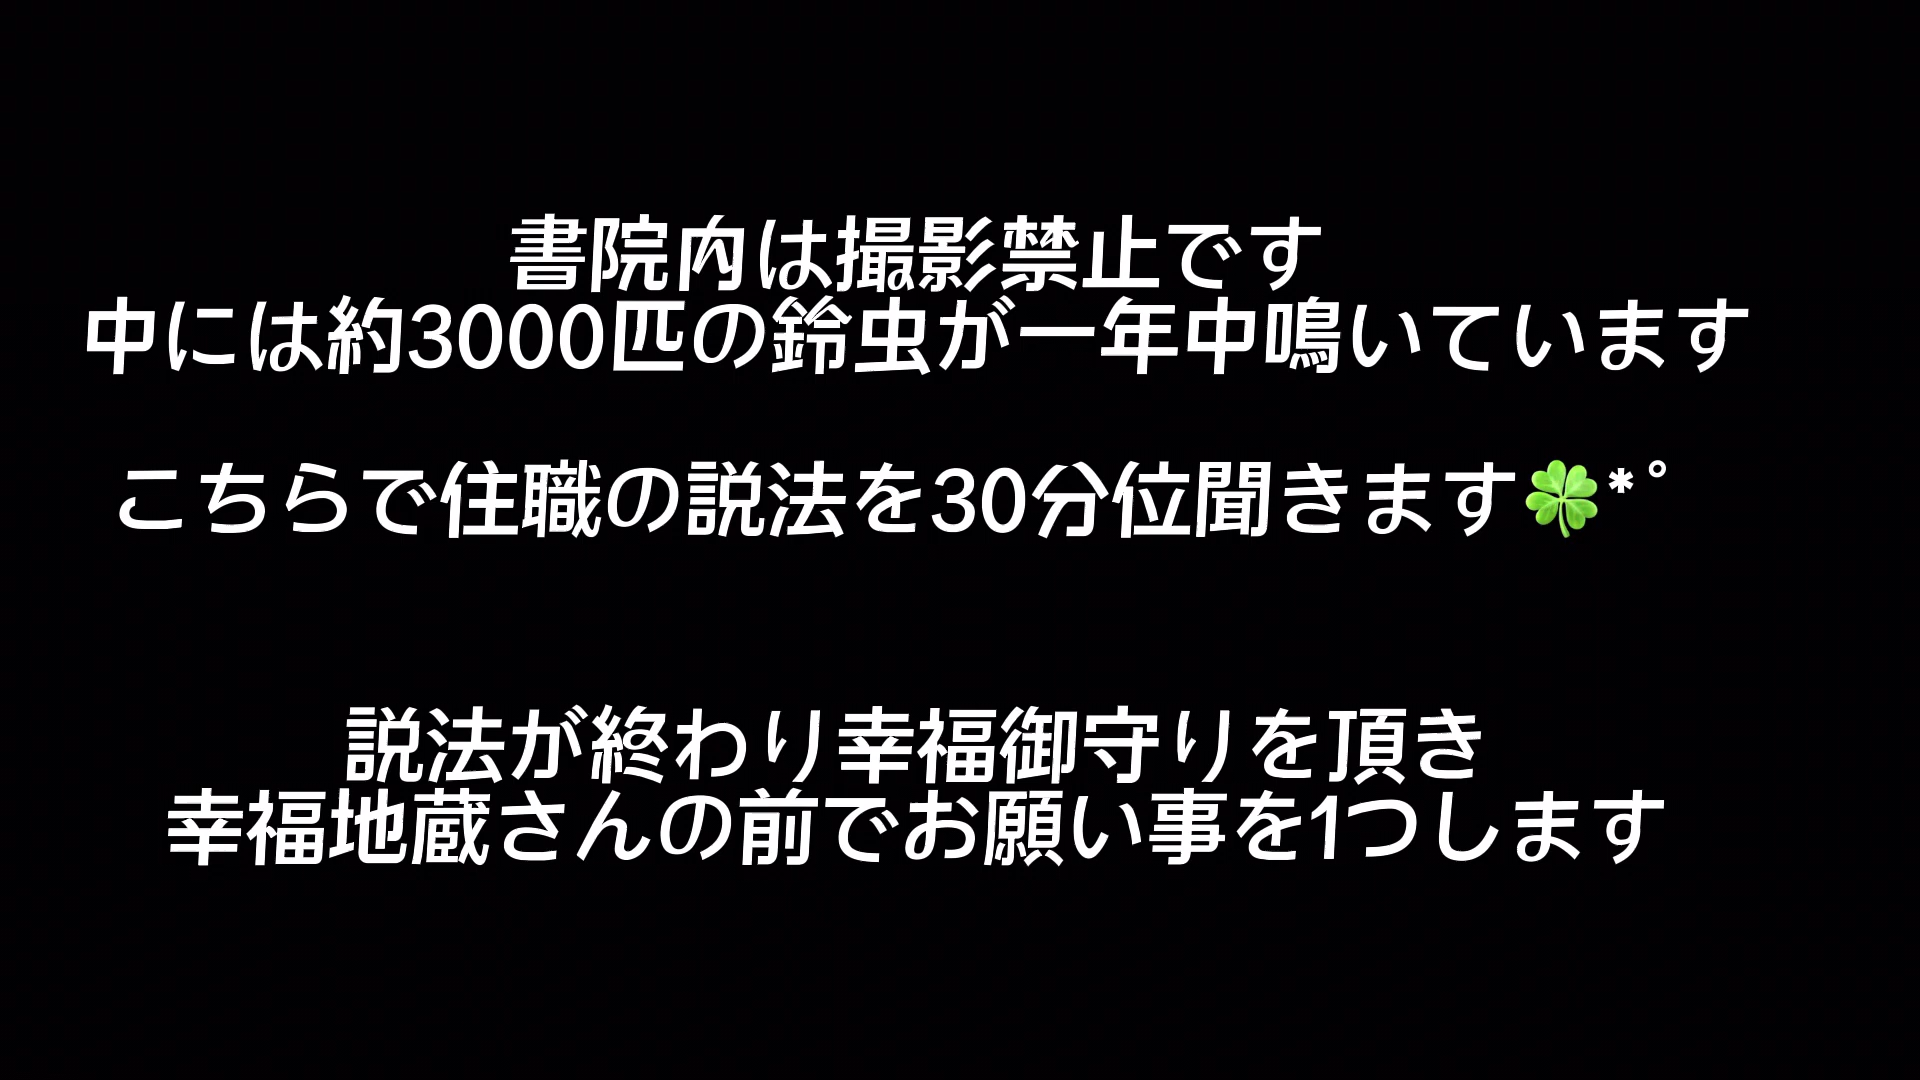 書院内は撮影禁止です
中には約3000匹の鈴虫が一年中鳴いています
こちらで住職の説法を30分位聞きます🍀*ﾟ
説法が終わり幸福御守りを頂き
幸福地蔵さんの前でお願い事を1つします